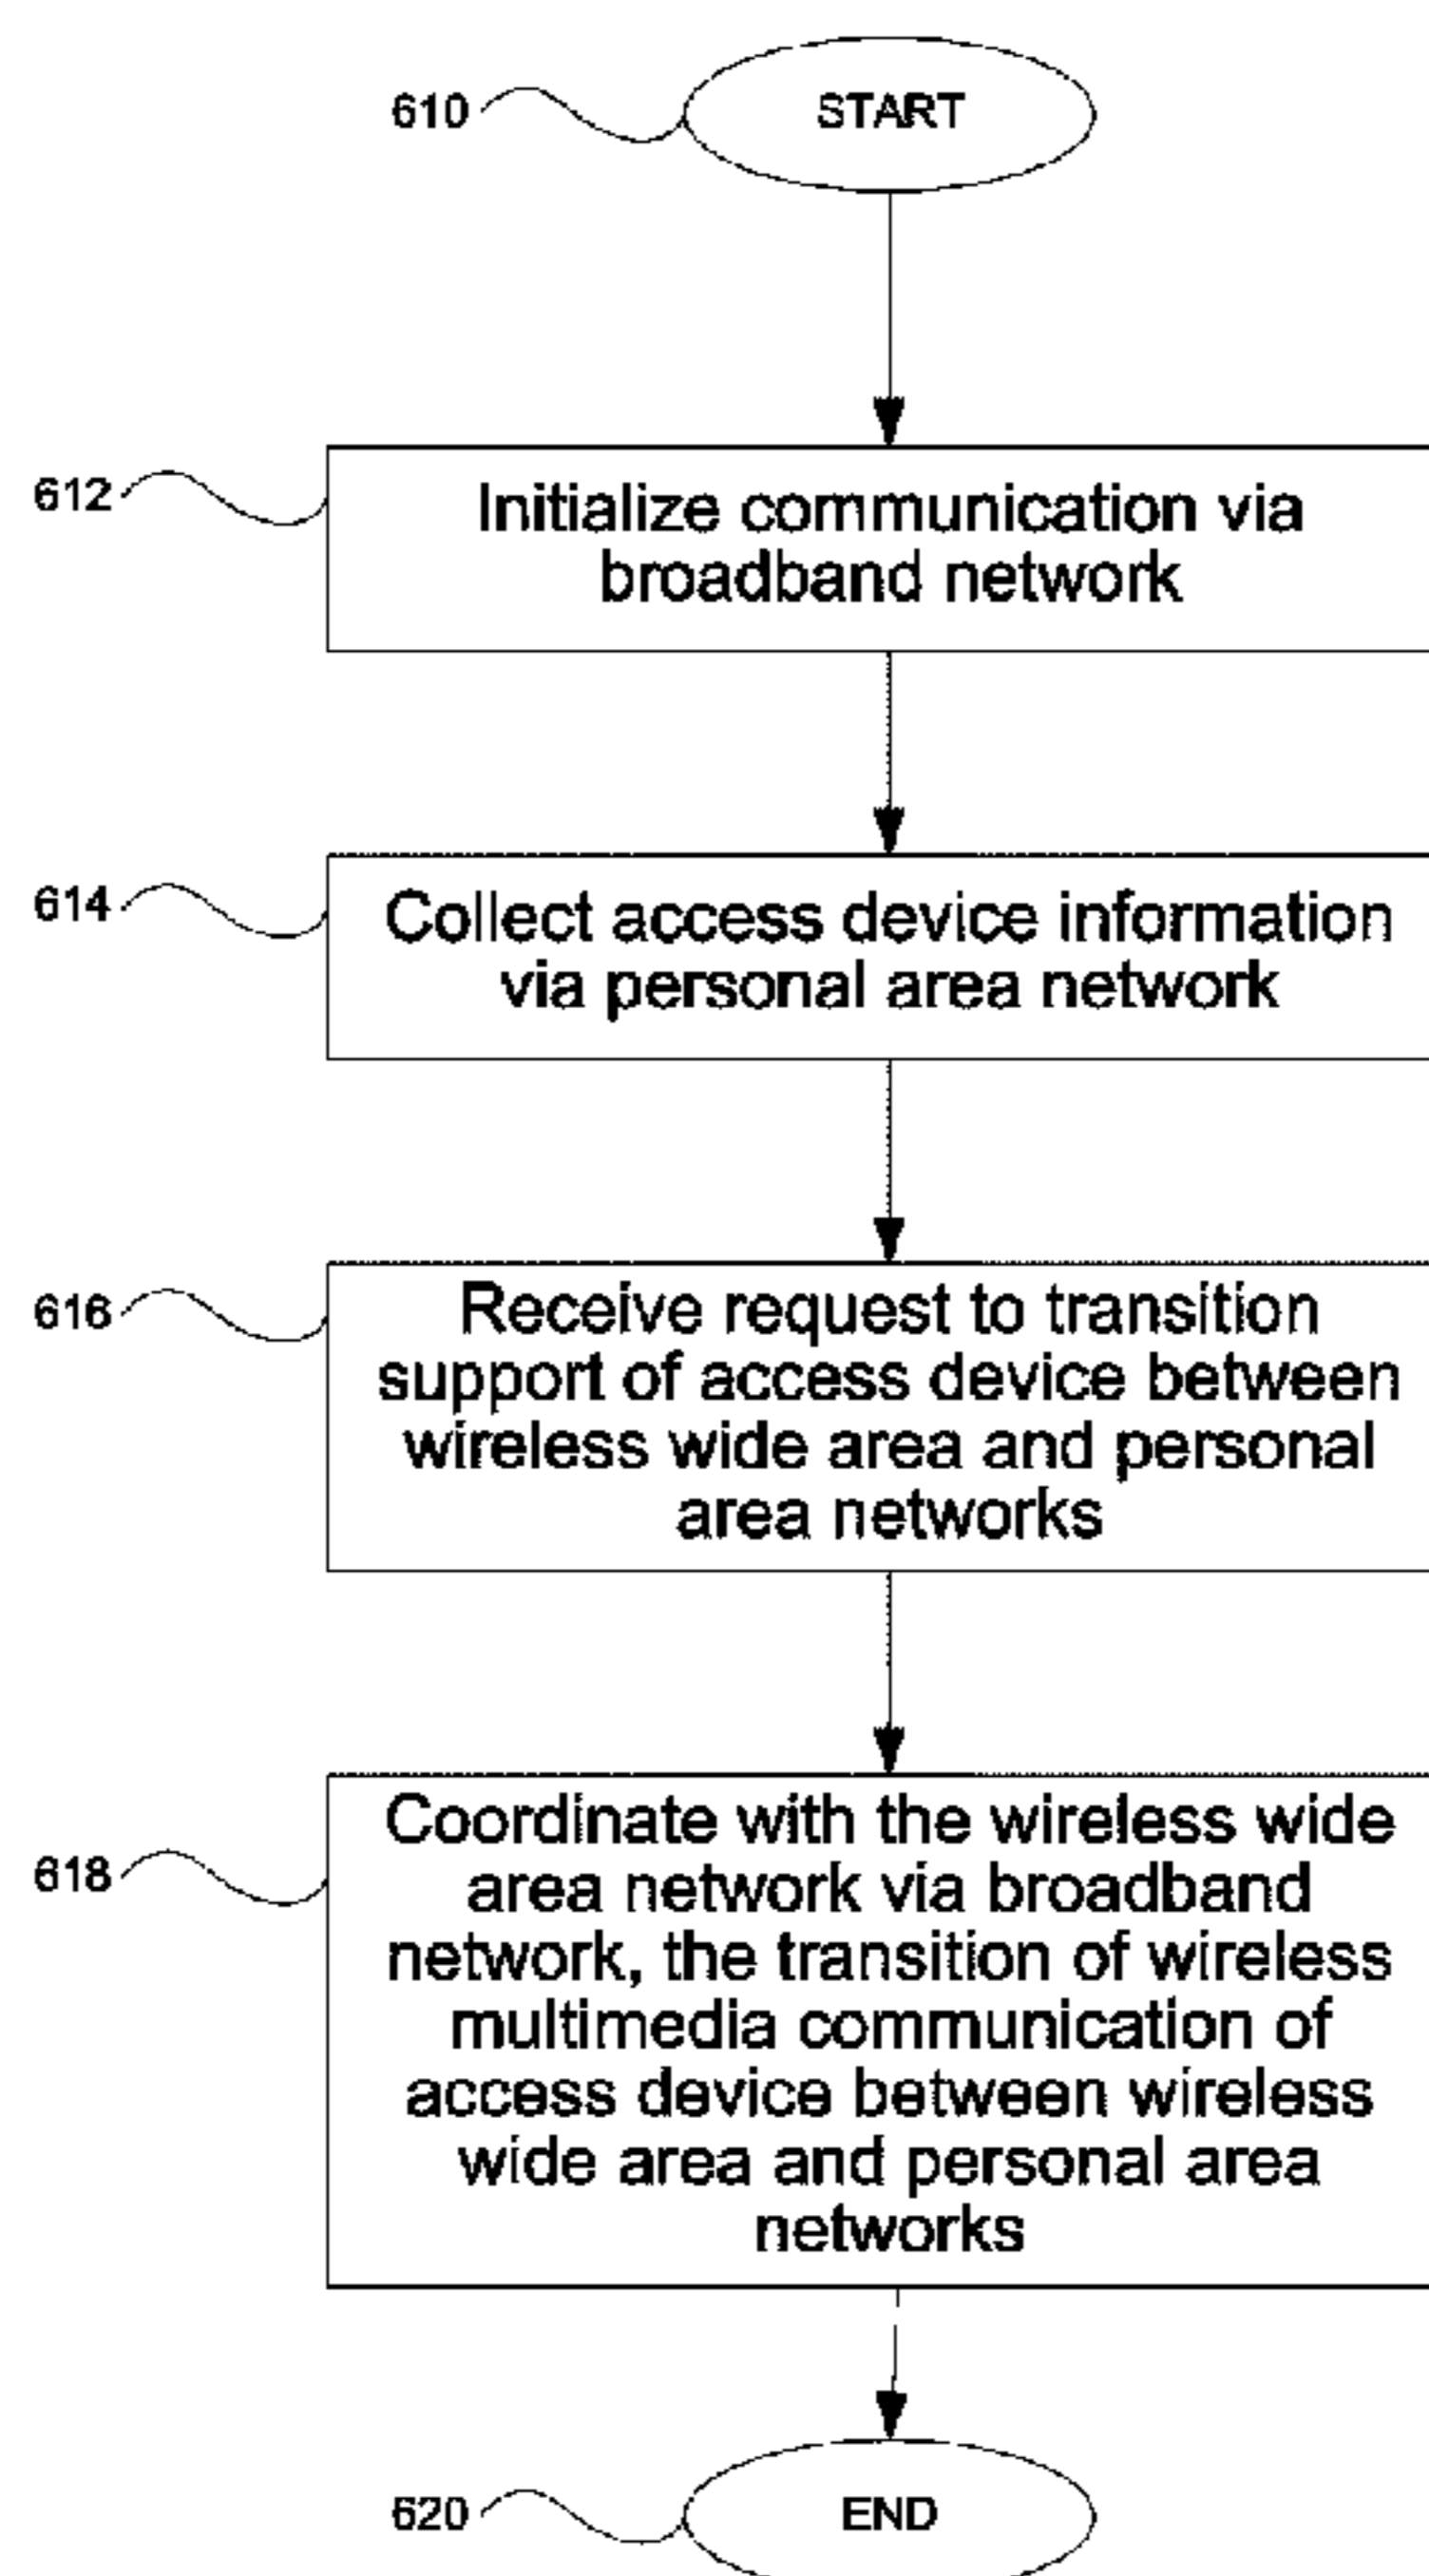 610
START
612
Initialize communication via
broadband network
614
Collect access device information
via personal area network
616
Receive request to transition
support of access device between
wireless wide area and personal
area networks
618
Coordinate with the wireless wide
area network via broadband
network, the transition of wireless
multimedia communication of
access device between wireless
wide area and personal area
networks
620
END